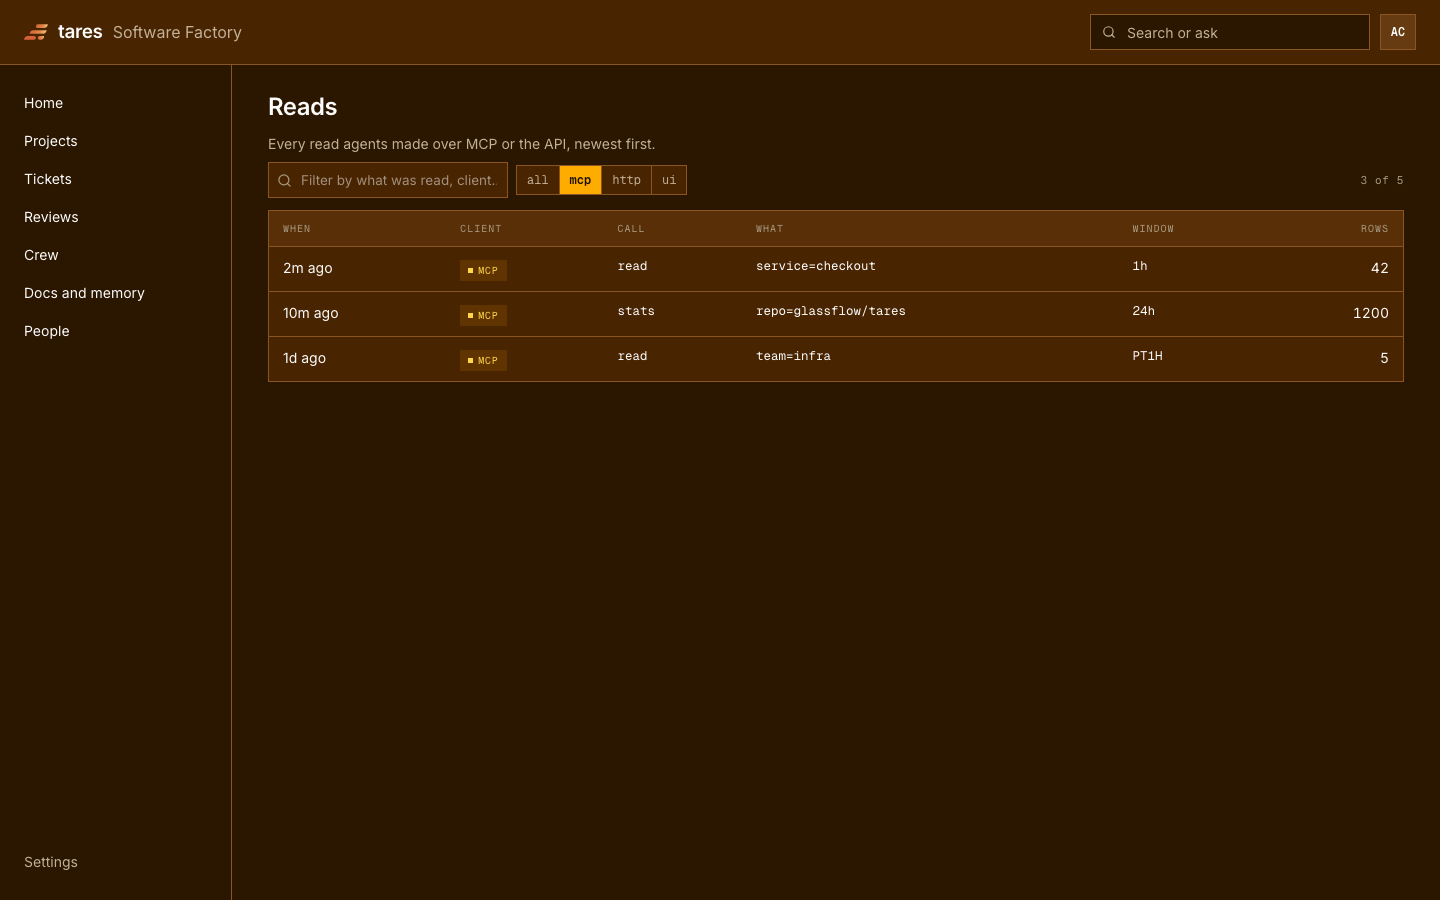 tares Software Factory
Search or ask
AC
Home
Projects
Tickets
Reviews
Crew
Docs and memory
People
Settings
Reads
Every read agents made over MCP or the API, newest first.
Filter by what was read, client..
all mcp http ui
3 of 5
WHEN CLIENT CALL WHAT WINDOW ROWS
2m ago MCP read service=checkout 1h 42
10m ago MCP stats repo=glassflow/tares 24h 1200
1d ago MCP read team=infra PT1H 5